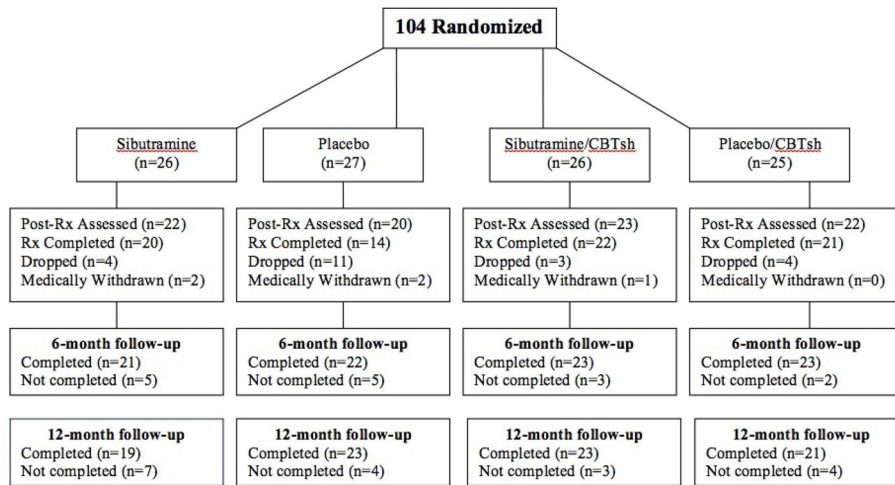 104 Randomized
Sibutramine
(n=26)
Placebo
(n=27)
Sibutramine/CBTsh
(n=26)
Placebo/CBTsh
(n=25)
Post-Rx Assessed (n=22)
Rx Completed (n=20)
Dropped (n=4)
Medically Withdrawn (n=2)
Post-Rx Assessed (n=20)
Rx Completed (n=14)
Dropped (n=11)
Medically Withdrawn (n=2)
Post-Rx Assessed (n=23)
Rx Completed (n=22)
Dropped (n=3)
Medically Withdrawn (n=1)
Post-Rx Assessed (n=22)
Rx Completed (n=21)
Dropped (n=4)
Medically Withdrawn (n=0)
6-month follow-up
Completed (n=21)
Not completed (n=5)
6-month follow-up
Completed (n=22)
Not completed (n=5)
6-month follow-up
Completed (n=23)
Not completed (n=3)
6-month follow-up
Completed (n=23)
Not completed (n=2)
12-month follow-up
Completed (n=19)
Not completed (n=7)
12-month follow-up
Completed (n=23)
Not completed (n=4)
12-month follow-up
Completed (n=23)
Not completed (n=3)
12-month follow-up
Completed (n=21)
Not completed (n=4)